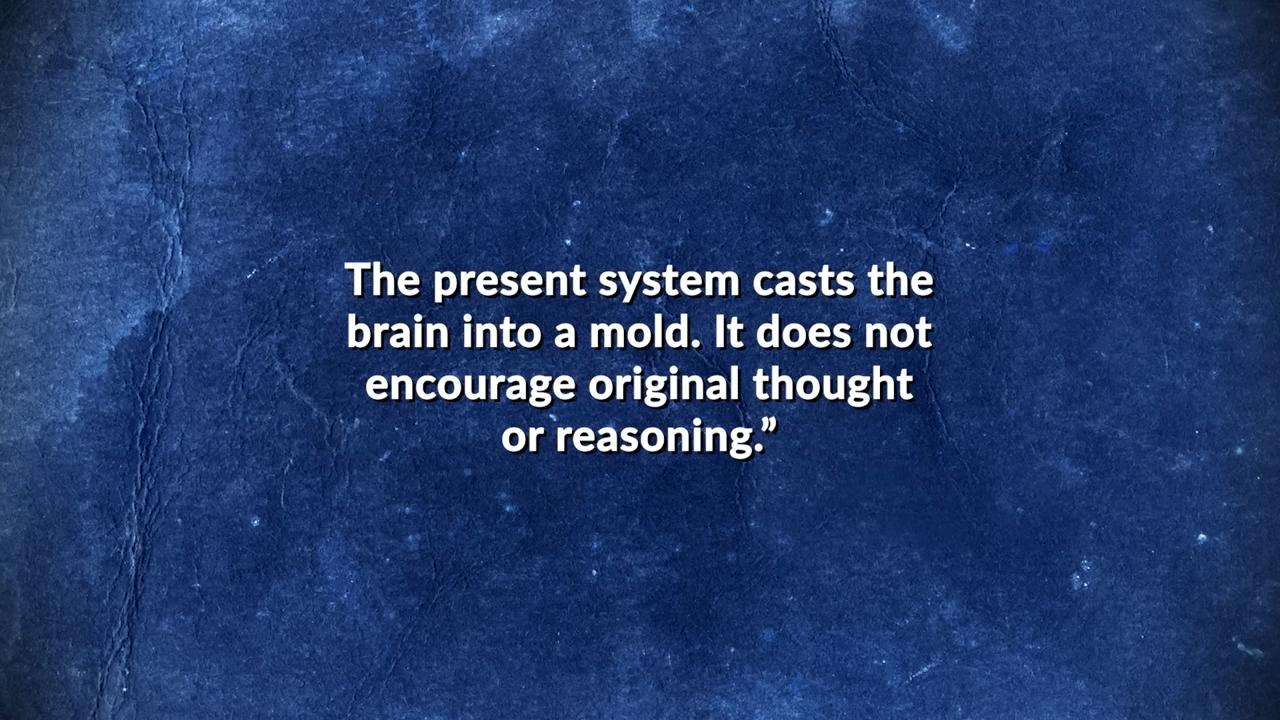 The present system casts the
brain into a mold. It does not
encourage original thought
or reasoning.”